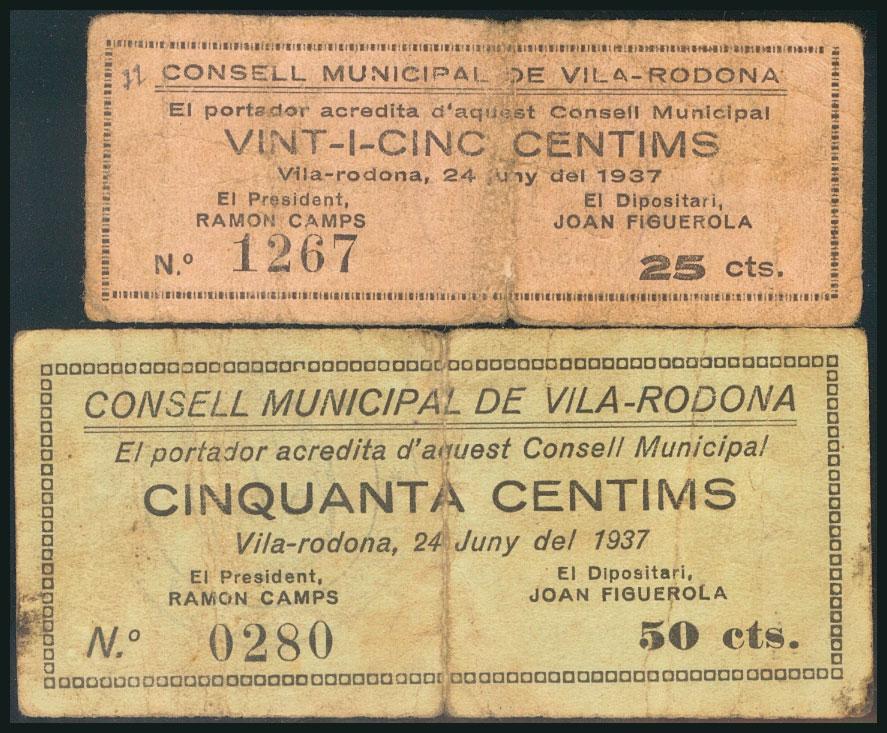 CONSELL MUNICIPAL DE VILA-RODONA
El portador acredita d'aquest Consell Municipal
VINT-I-CINC CENTIMS
Vila-rodona, 24 Juny del 1937
El President, El Dipositari,
RAMON CAMPS JOAN FIGUEROLA
N.º 1267 25 cts.
CONSELL MUNICIPAL DE VILA-RODONA
El portador acredita d'aquest Consell Municipal
CINQUANTA CENTIMS
Vila-rodona, 24 Juny del 1937
El President, El Dipositari,
RAMON CAMPS JOAN FIGUEROLA
N.º 0280 50 cts.